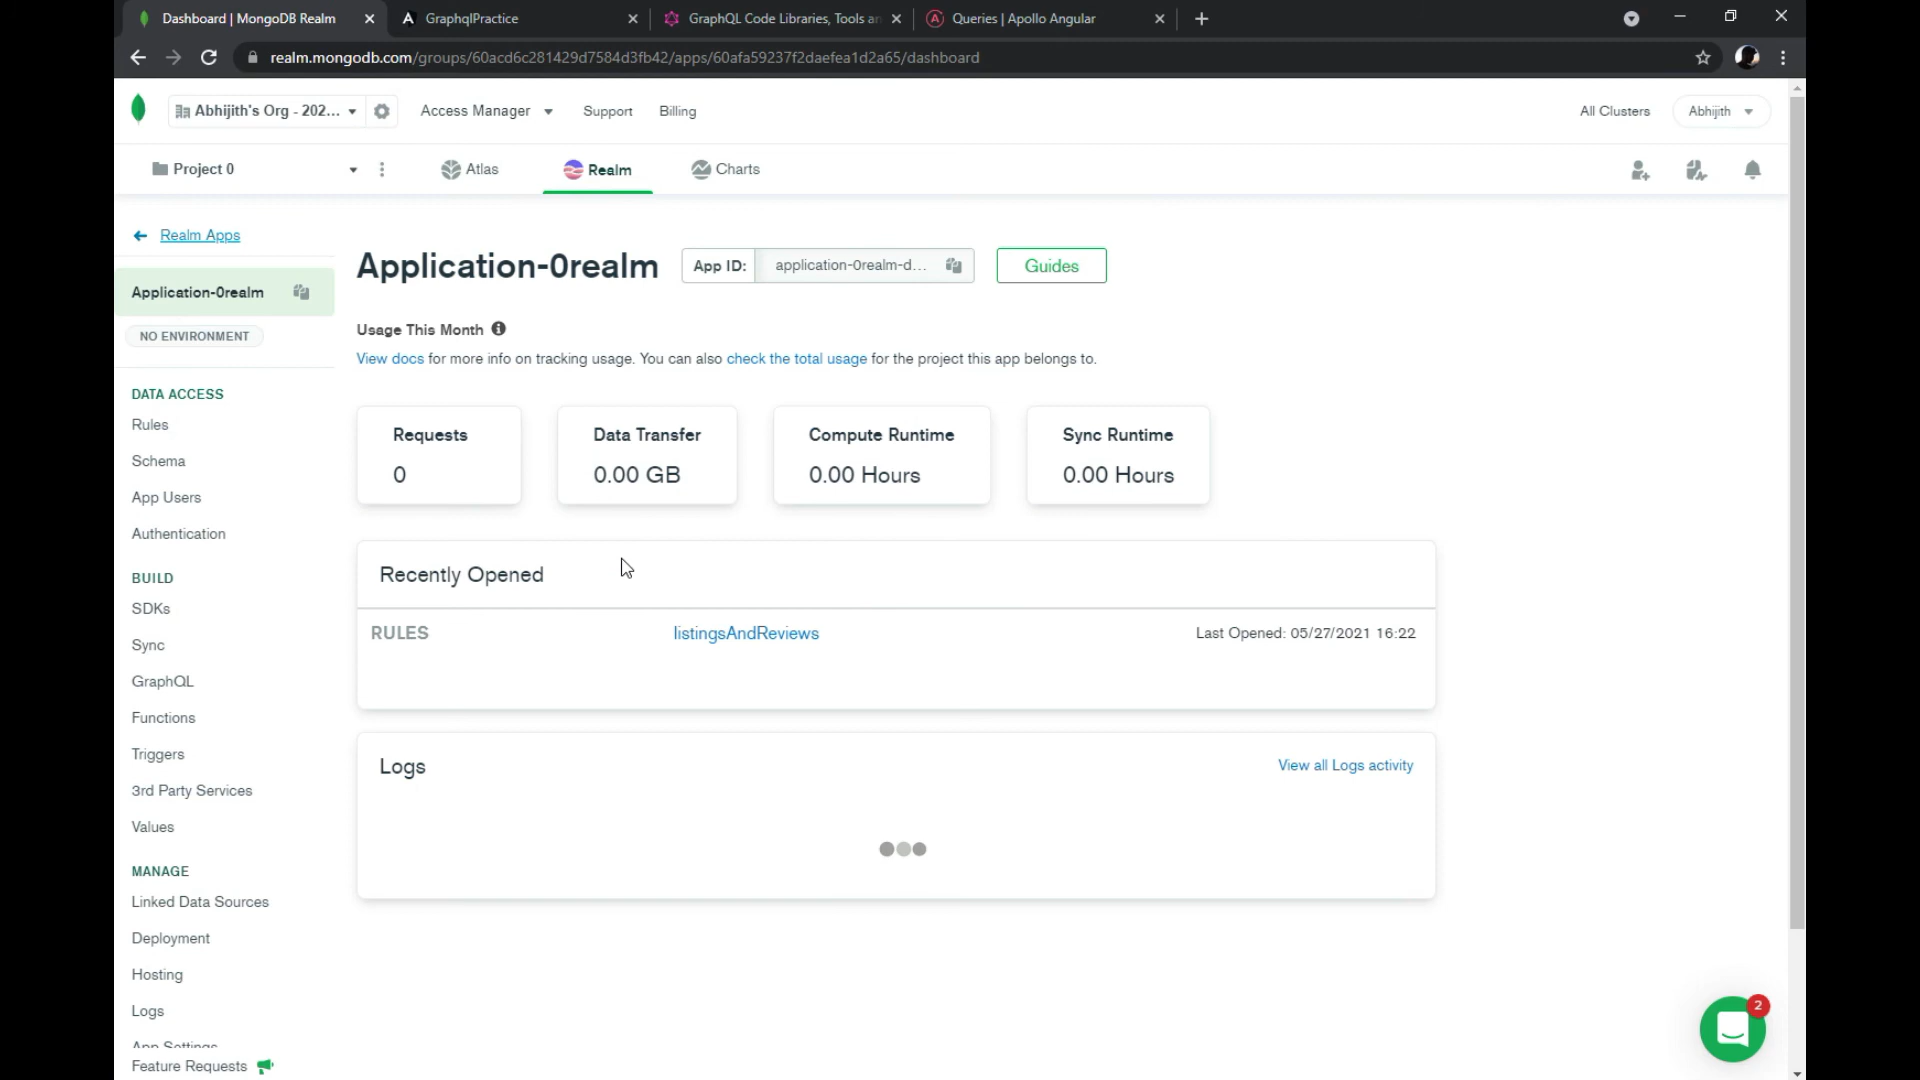 Dashboard | MongoDB Realm
GraphqlPractice
GraphQL Code Libraries, Tools an
Queries | Apollo Angular
realm.mongodb.com/groups/60acd6c281429d7584d3fb42/apps/60afa59237f2daefea1d2a65/dashboard
Abhijith's Org - 202...
Access Manager
Support
Billing
All Clusters
Abhijith
Project 0
Atlas
Realm
Charts
Realm Apps
Application-0realm
NO ENVIRONMENT
DATA ACCESS
Rules
Schema
App Users
Authentication
BUILD
SDKs
Sync
GraphQL
Functions
Triggers
3rd Party Services
Values
MANAGE
Linked Data Sources
Deployment
Hosting
Logs
App Settings
Feature Requests
Application-0realm
App ID:
application-0realm-d...
Guides
Usage This Month
View docs for more info on tracking usage. You can also check the total usage for the project this app belongs to.
Requests
0
Data Transfer
0.00 GB
Compute Runtime
0.00 Hours
Sync Runtime
0.00 Hours
Recently Opened
RULES
listingsAndReviews
Last Opened: 05/27/2021 16:22
Logs
View all Logs activity
2